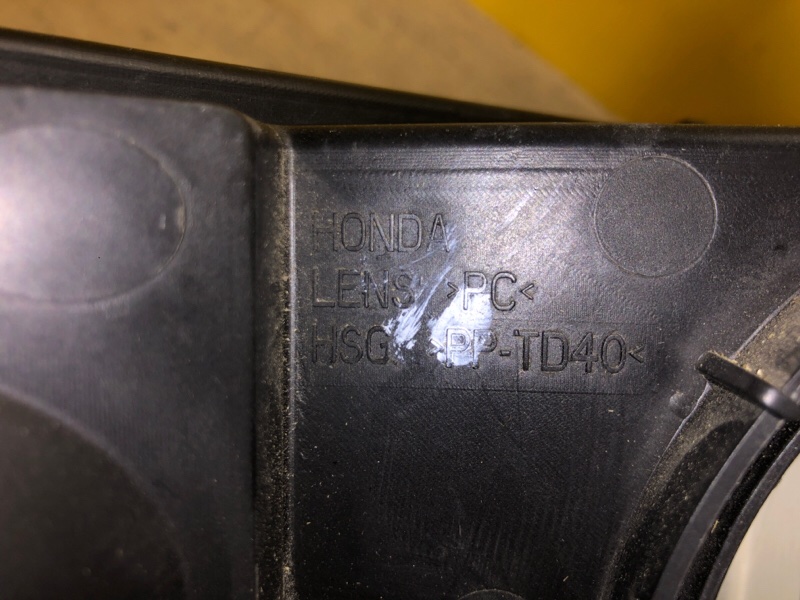 HONDA
LENS: >PC<
HSG: >PP-TD40<